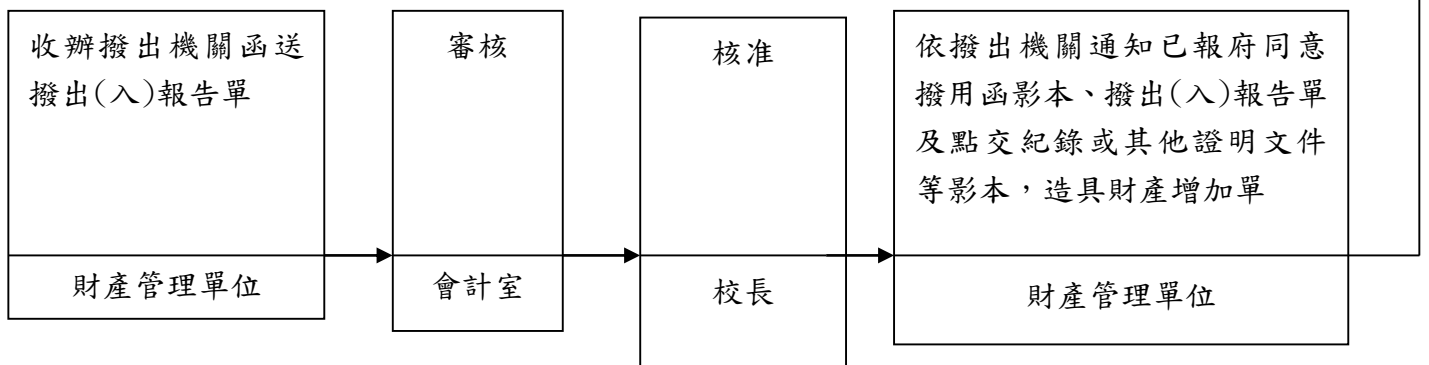 收辦撥出機關函送
撥出(入)報告單
財產管理單位
審核
會計室
核准
校長
依撥出機關通知已報府同意
撥用函影本、撥出(入)報告單
及點交紀錄或其他證明文件
等影本，造具財產增加單
財產管理單位